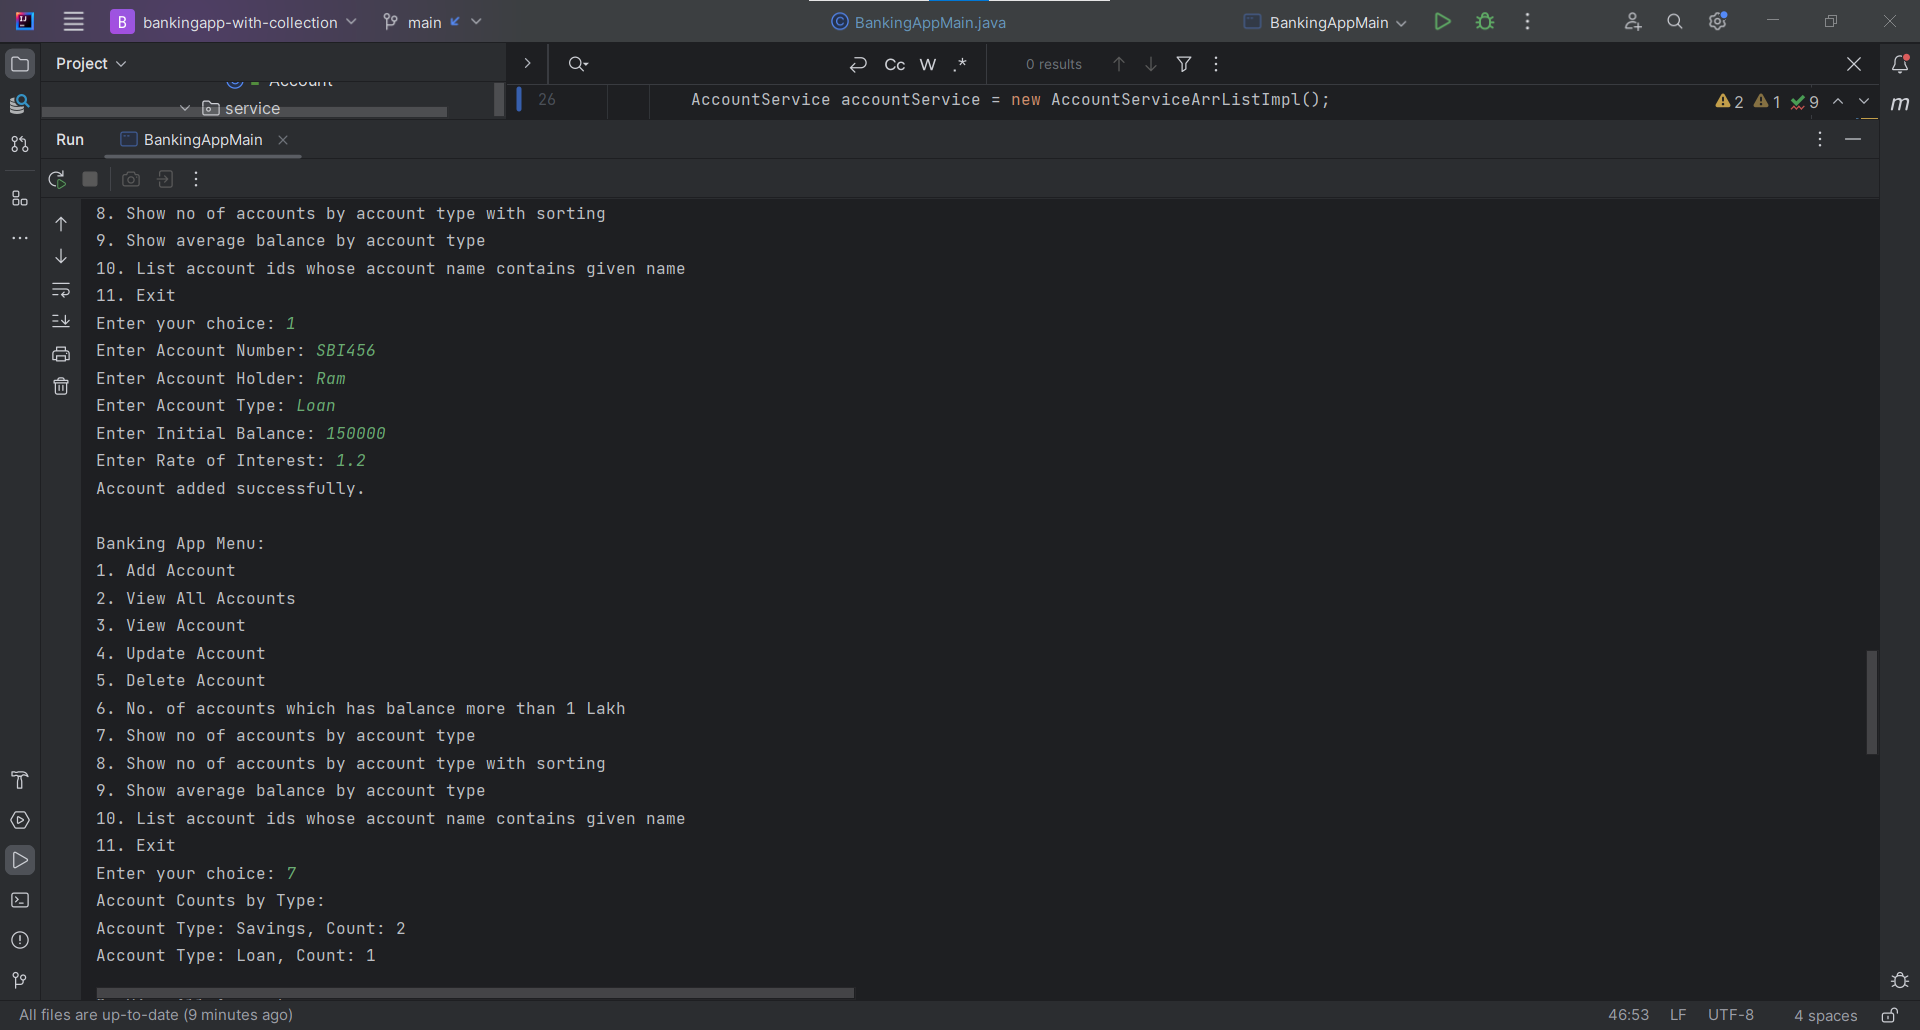 B bankingapp-with-collection main BankingAppMain.java BankingAppMain
Project Cc W .* 0 results
Account
service
26 AccountService accountService = new AccountServiceArrListImpl(); 2 1 9
m
Run BankingAppMain
8. Show no of accounts by account type with sorting
9. Show average balance by account type
10. List account ids whose account name contains given name
11. Exit
Enter your choice: 1
Enter Account Number: SBI456
Enter Account Holder: Ram
Enter Account Type: Loan
Enter Initial Balance: 150000
Enter Rate of Interest: 1.2
Account added successfully.
Banking App Menu:
1. Add Account
2. View All Accounts
3. View Account
4. Update Account
5. Delete Account
6. No. of accounts which has balance more than 1 Lakh
7. Show no of accounts by account type
8. Show no of accounts by account type with sorting
9. Show average balance by account type
10. List account ids whose account name contains given name
11. Exit
Enter your choice: 7
Account Counts by Type:
Account Type: Savings, Count: 2
Account Type: Loan, Count: 1
All files are up-to-date (9 minutes ago) 46:53 LF UTF-8 4 spaces